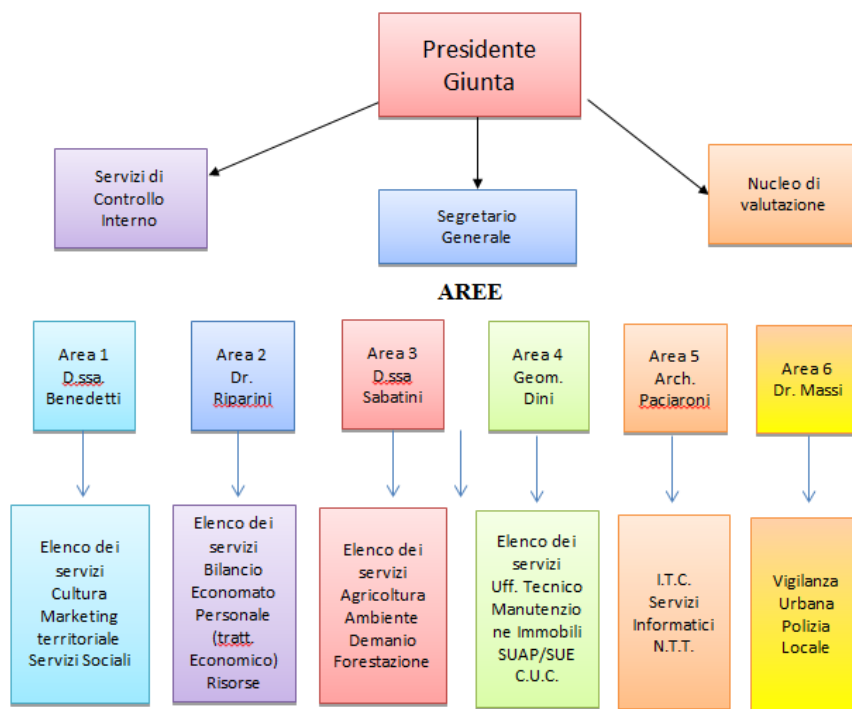 Presidente
Giunta
Servizi di
Controllo
Interno
Segretario
Generale
Nucleo di
valutazione
AREE
Area 1
D.ssa.
Benedetti
Area 2
Dr.
Riparini
Area 3
D.ssa
Sabatini
Area 4
Geom.
Dini
Area 5
Arch.
Paciaroni
Area 6
Dr. Massi
Elenco dei
servizi
Cultura
Marketing
territoriale
Servizi Sociali
Elenco dei
servizi
Bilancio
Economato
Personale
(tratt.
Economico)
Risorse
Elenco dei
servizi
Agricoltura
Ambiente
Demanio
Forestazione
Elenco dei
servizi
Uff. Tecnico
Manutenzio
ne Immobili
SUAP/SUE
C.U.C.
I.T.C.
Servizi
Informatici
N.T.T.
Vigilanza
Urbana
Polizia
Locale